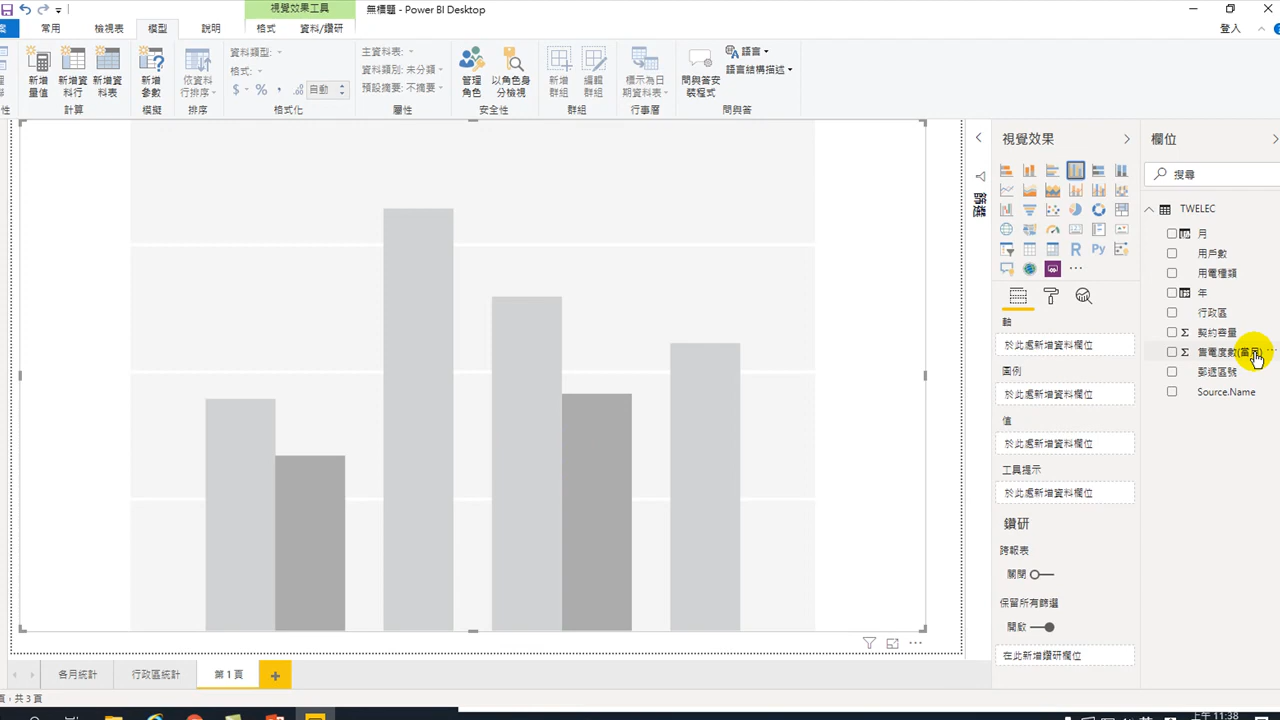 視覺效果工具
無標題 - Power BI Desktop
常用 檢視表 模型 說明 格式 資料/鑽研 登入
新增量值
新增資料行
新增資料表
計算
新增參數
模擬
依資料行排序
排序
資料類型:
格式:
$ % , 自動
格式化
主資料表:
資料類別: 未分類
預設摘要: 不摘要
屬性
管理角色
以角色身分檢視
安全性
新增群組
編輯群組
群組
標示為日期資料表
行事曆
問與答安裝程式
語言
語言結構描述
問與答
篩選
視覺效果
R Py
軸
於此處新增資料欄位
圖例
於此處新增資料欄位
值
於此處新增資料欄位
工具提示
於此處新增資料欄位
鑽研
跨報表
關閉
保留所有篩選
開啟
在此新增鑽研欄位
欄位
搜尋
TWELEC
月
用戶數
用電種類
年
行政區
契約容量
售電度數(當月)
郵遞區號
Source.Name
各月統計 行政區統計 第 1 頁
頁，共 3 頁
上午 11:38